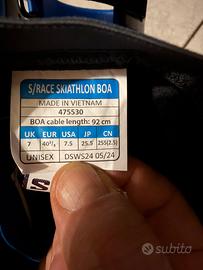 S/RACE SKIATHLON BOA
MADE IN VIETNAM
475530
BOA cable length: 92 cm
UK EUR USA JP CN
7 40²/₃ 7.5 25.5 255(2.5)
UNISEX DSWS24 05/24
S
subito